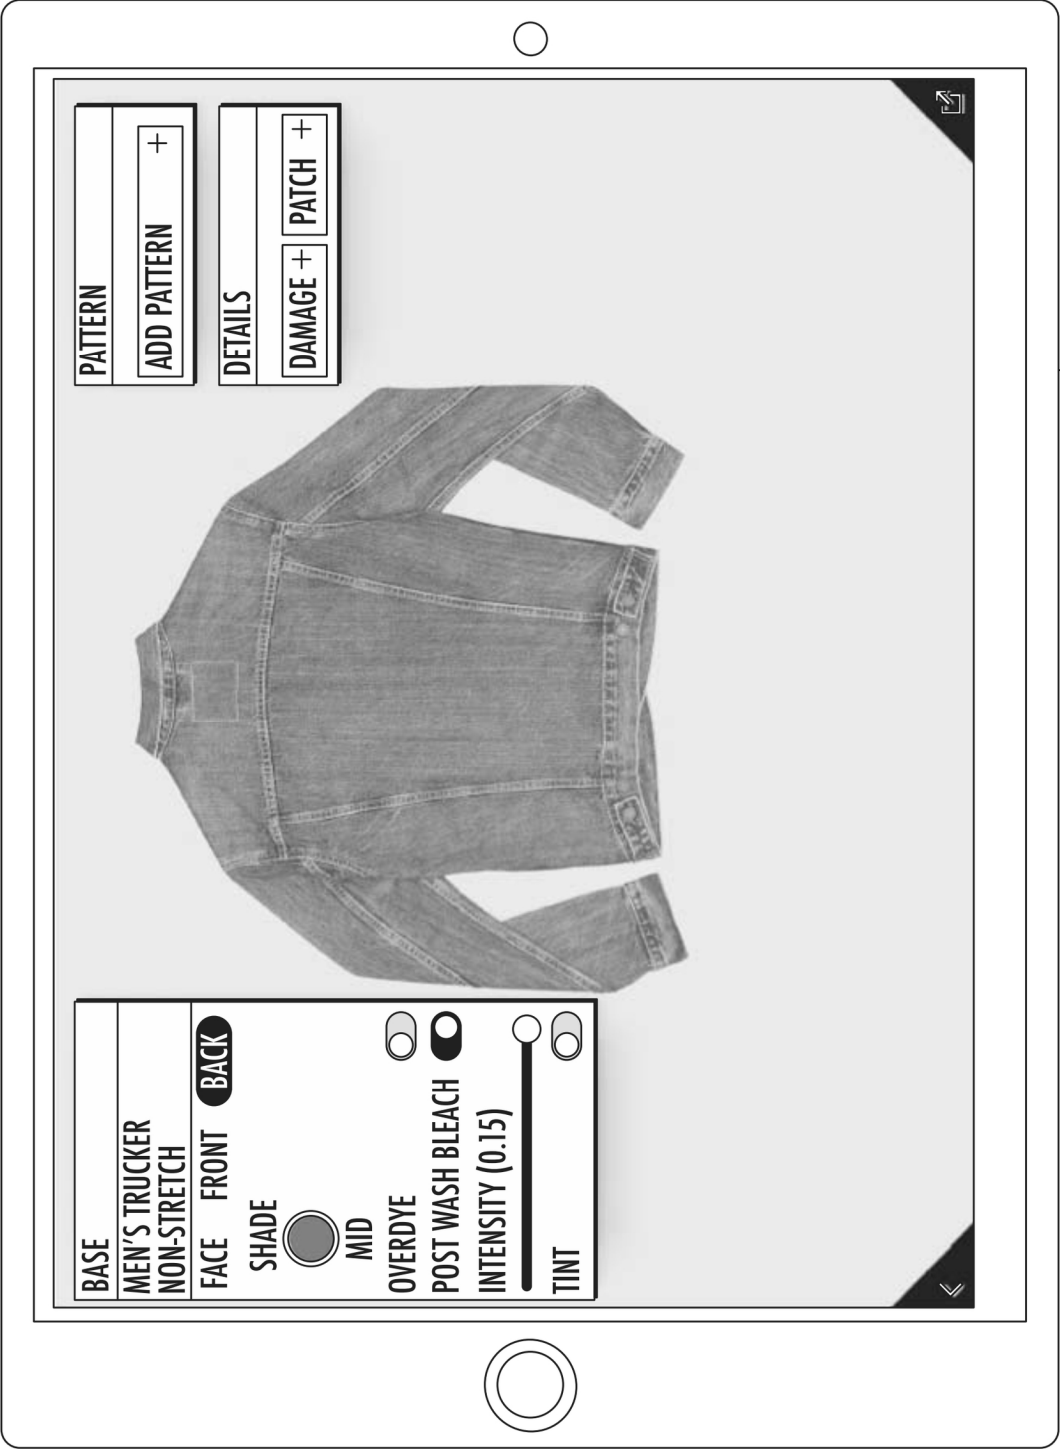 BASE
MEN'S TRUCKER
NON-STRETCH
FACE FRONT BACK
SHADE
MID
OVERDYE
POST WASH BLEACH
INTENSITY (0.15)
TINT
PATTERN
ADD PATTERN +
DETAILS
DAMAGE + PATCH +